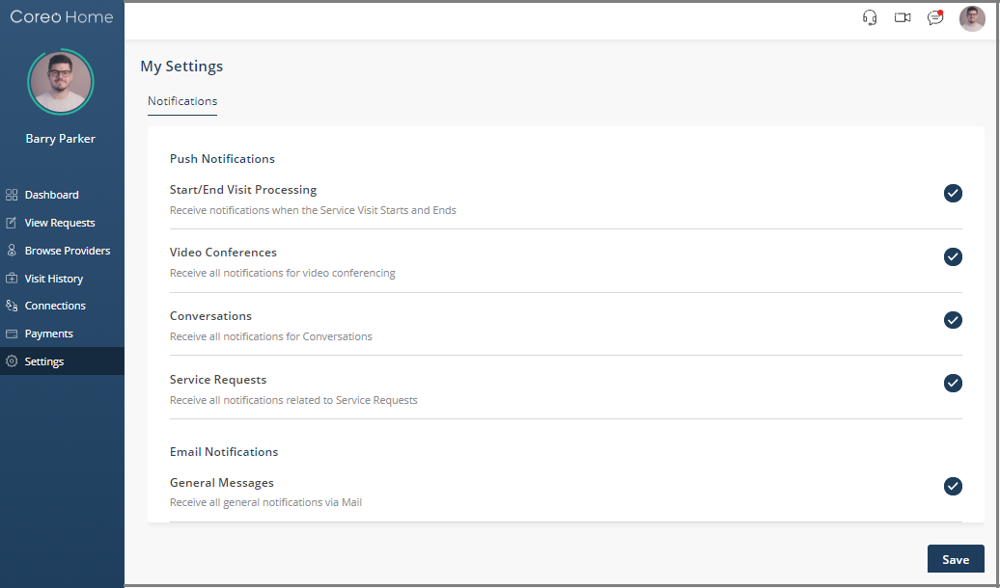 Coreo Home
Barry Parker
Dashboard
View Requests
Browse Providers
Visit History
Connections
Payments
Settings
My Settings
Notifications
Push Notifications
Start/End Visit Processing
Receive notifications when the Service Visit Starts and Ends
Video Conferences
Receive all notifications for video conferencing
Conversations
Receive all notifications for Conversations
Service Requests
Receive all notifications related to Service Requests
Email Notifications
General Messages
Receive all general notifications via Mail
Save